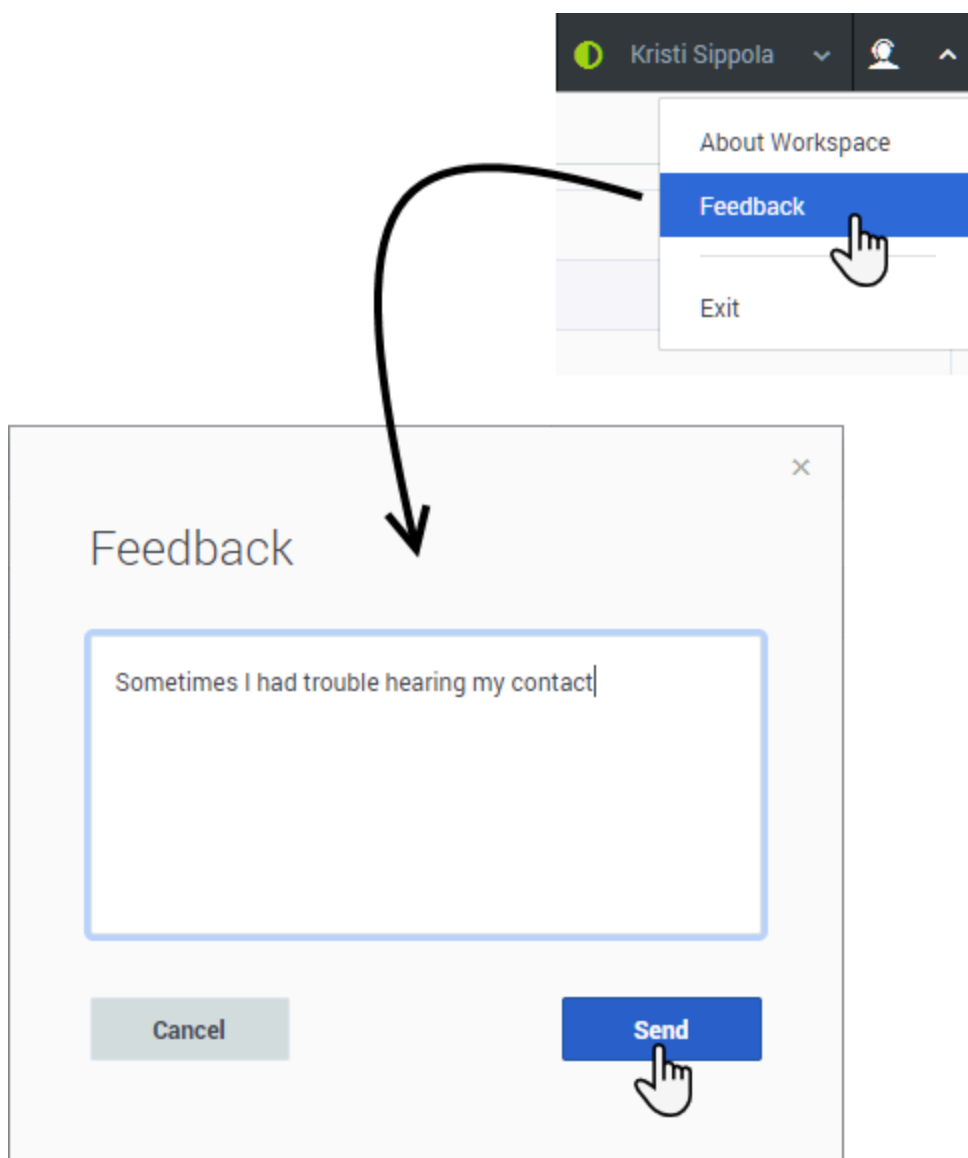 Kristi Sippola
About Workspace
Feedback
Exit
Feedback
Sometimes I had trouble hearing my contact
Cancel
Send